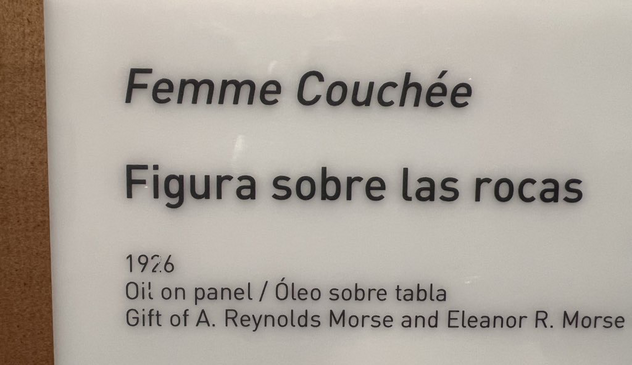 Femme Couchée
Figura sobre las rocas
1926
Oil on panel / Óleo sobre tabla
Gift of A. Reynolds Morse and Eleanor R. Morse